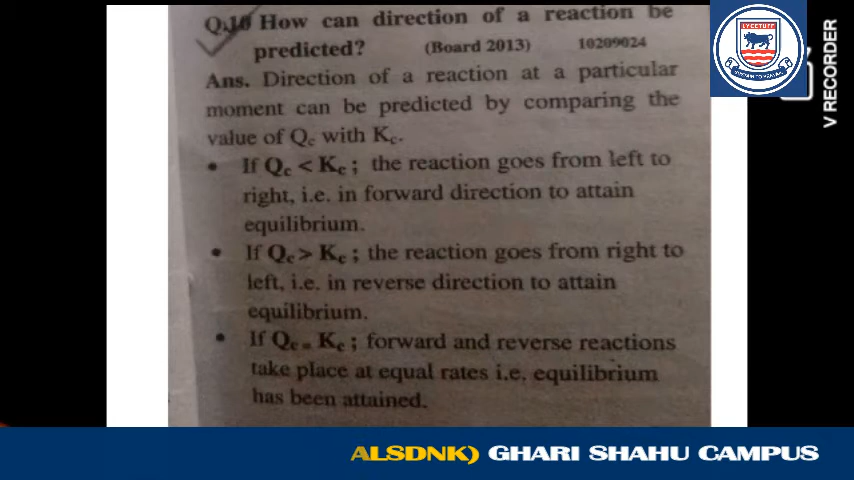 Q.10 How can direction of a reaction be
predicted? (Board 2013) 10209024
Ans. Direction of a reaction at a particular
moment can be predicted by comparing the
value of Qc with Kc.
• If Qc < Kc ; the reaction goes from left to
right, i.e. in forward direction to attain
equilibrium.
• If Qc > Kc ; the reaction goes from right to
left, i.e. in reverse direction to attain
equilibrium.
• If Qc = Kc ; forward and reverse reactions
take place at equal rates i.e. equilibrium
has been attained.
LYCEETUFF
V RECORDER
ALSDNK) GHARI SHAHU CAMPUS